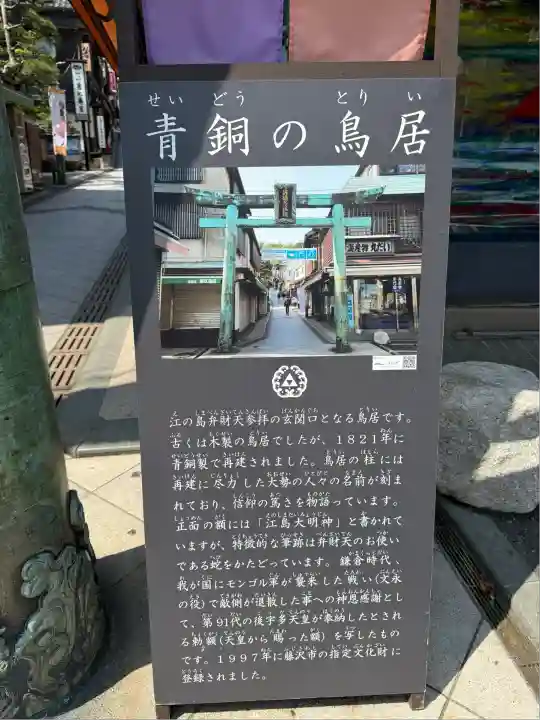 せいどう とりい
青銅の鳥居
江の島弁財天参拝の玄関口となる鳥居です。
古くは木製の鳥居でしたが、1821年に
青銅製で再建されました。鳥居の柱には
再建に尽力した大勢の人々の名前が刻ま
れており、信仰の篤さを物語っています。
正面の額には「江島大明神」と書かれて
いますが、特徴的な筆跡は弁財天のお使い
である蛇をかたどっています。鎌倉時代、
我が国にモンゴル軍が襲来した戦い(文永
の役)で敵側が退散した事への神恩感謝とし
て、第91代の後宇多天皇が奉納したとされ
る勅額(天皇から賜った額)を写したもの
です。1997年に藤沢市の指定文化財に
登録されました。